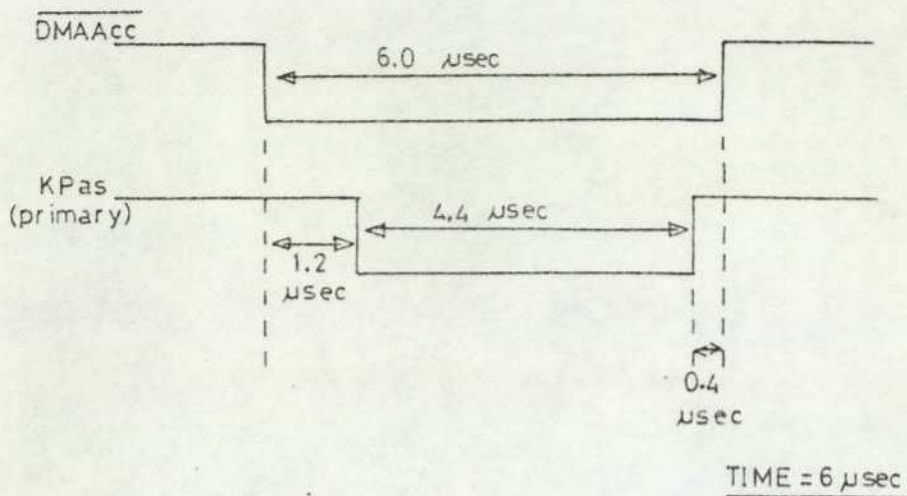 DMAAcc
6.0 μsec
KPas
(primary)
4.4 μsec
1.2
μsec
0.4
μsec
TIME = 6 μsec